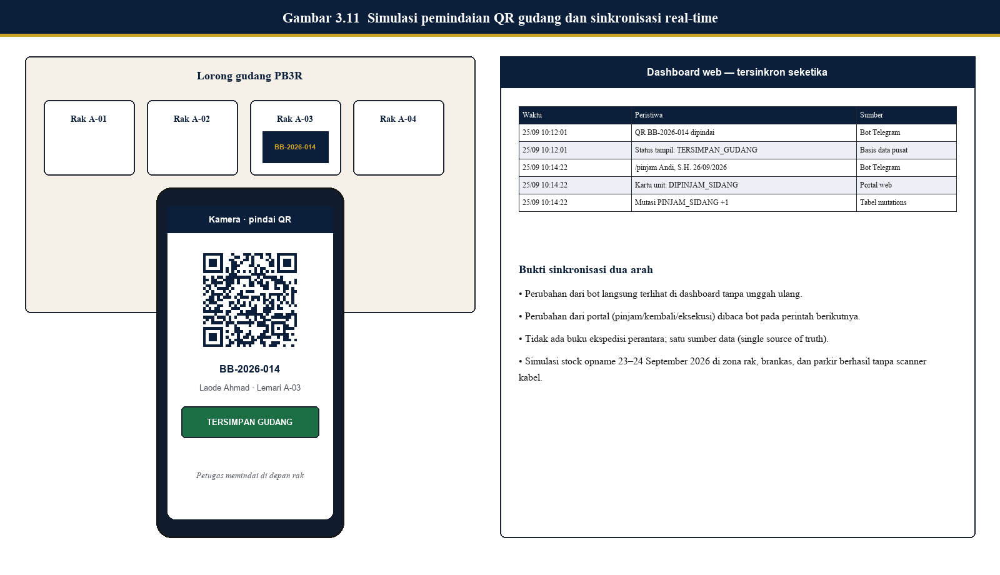 Gambar 3.11  Simulasi pemindaian QR gudang dan sinkronisasi real-time
Lorong gudang PB3R
Rak A-01
Rak A-02
Rak A-03
Rak A-04
BB-2026-014
Kamera · pindai QR
BB-2026-014
Laode Ahmad · Lemari A-03
TERSIMPAN GUDANG
Petugas memindai di depan rak
Dashboard web — tersinkron seketika
Waktu Peristiwa Sumber
25/09 10:12:01 QR BB-2026-014 dipindai Bot Telegram
25/09 10:12:01 Status tampil: TERSIMPAN_GUDANG Basis data pusat
25/09 10:14:22 /pinjam Andi, S.H. 26/09/2026 Bot Telegram
25/09 10:14:22 Kartu unit: DIPINJAM_SIDANG Portal web
25/09 10:14:22 Mutasi PINJAM_SIDANG +1 Tabel mutations
Bukti sinkronisasi dua arah
• Perubahan dari bot langsung terlihat di dashboard tanpa unggah ulang.
• Perubahan dari portal (pinjam/kembali/eksekusi) dibaca bot pada perintah berikutnya.
• Tidak ada buku ekspedisi perantara; satu sumber data (single source of truth).
• Simulasi stock opname 23–24 September 2026 di zona rak, brankas, dan parkir berhasil tanpa scanner
kabel.